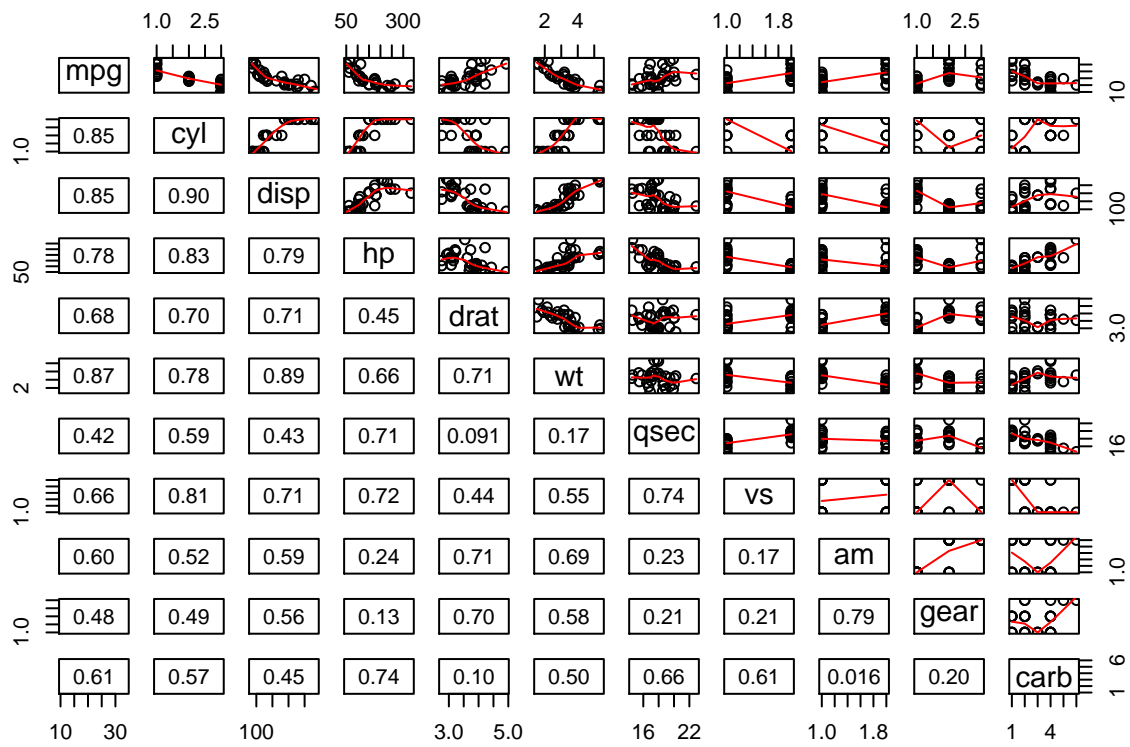 1.0 2.5 50 300 2 4 1.0 1.8 1.0 2.5
mpg 10
1.0 0.85 cyl
0.85 0.90 disp 100
50 0.78 0.83 0.79 hp
0.68 0.70 0.71 0.45 drat 3.0
2 0.87 0.78 0.89 0.66 0.71 wt
0.42 0.59 0.43 0.71 0.091 0.17 qsec 16
1.0 0.66 0.81 0.71 0.72 0.44 0.55 0.74 vs
0.60 0.52 0.59 0.24 0.71 0.69 0.23 0.17 am 1.0
1.0 0.48 0.49 0.56 0.13 0.70 0.58 0.21 0.21 0.79 gear
0.61 0.57 0.45 0.74 0.10 0.50 0.66 0.61 0.016 0.20 carb 1 6
10 30 100 3.0 5.0 16 22 1.0 1.8 1 4